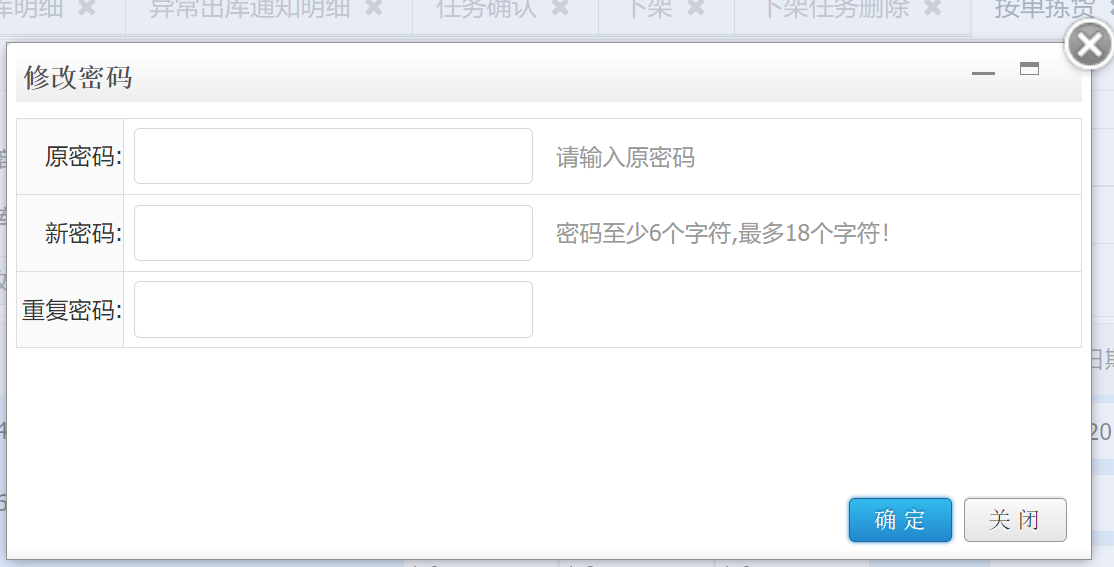 库明细 异常出库通知明细 任务确认 下架 下架任务删除 按单拣货
修改密码
原密码: 请输入原密码
新密码: 密码至少6个字符,最多18个字符!
重复密码:
日期
20
确 定 关 闭